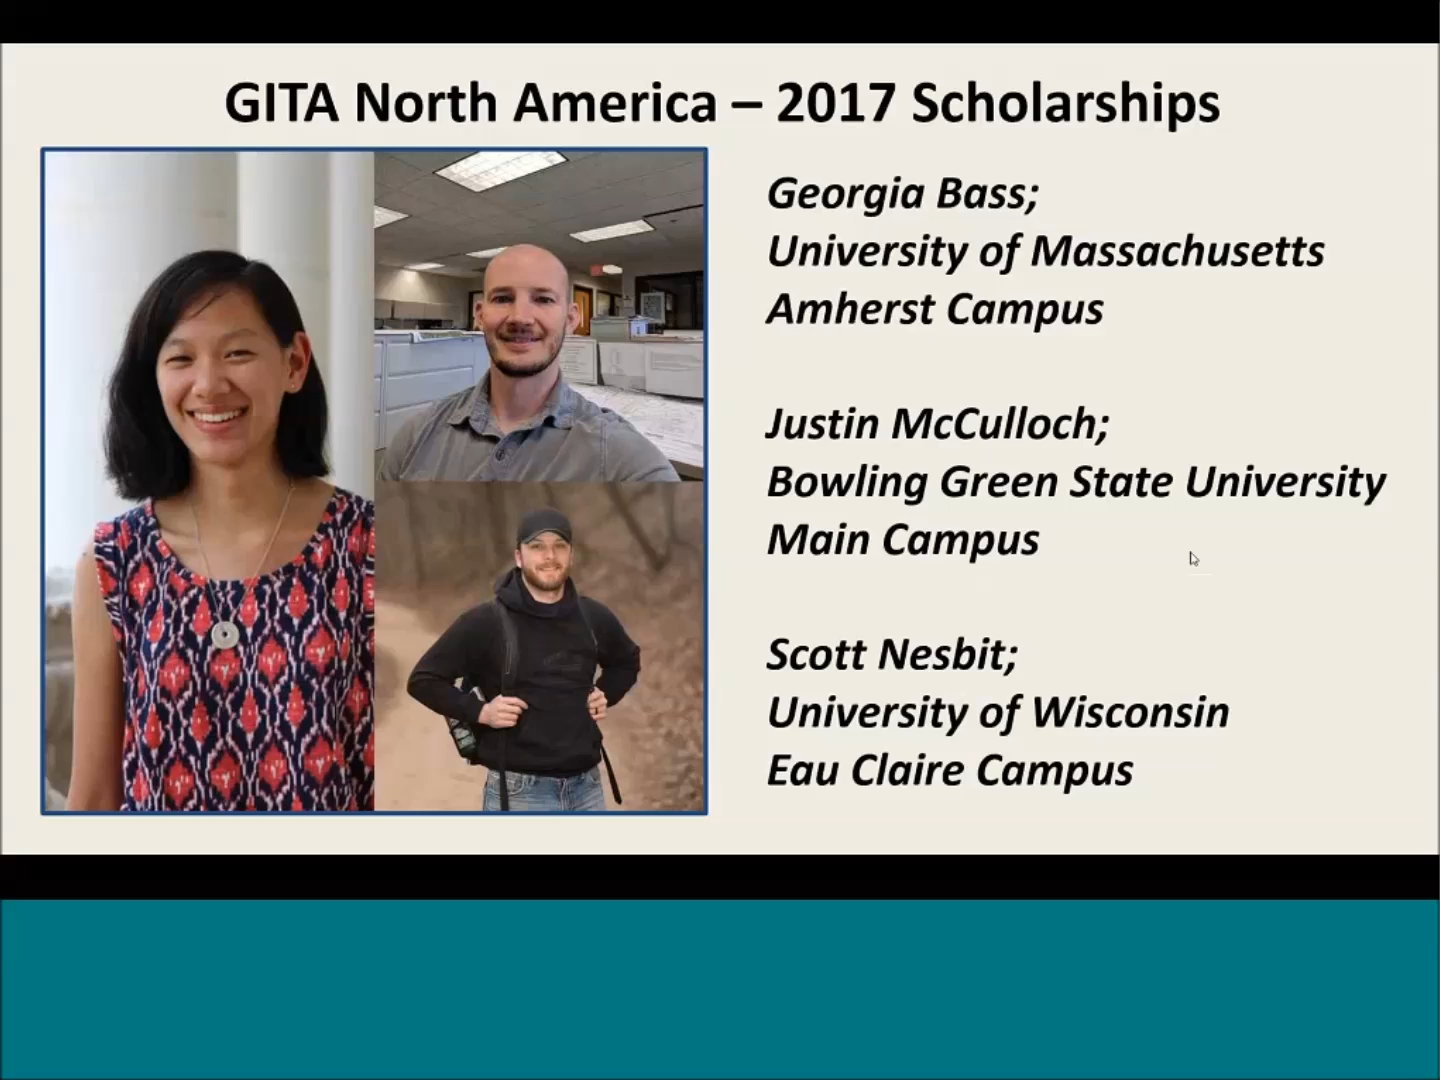 GITA North America – 2017 Scholarships
Georgia Bass;
University of Massachusetts
Amherst Campus
Justin McCulloch;
Bowling Green State University
Main Campus
Scott Nesbit;
University of Wisconsin
Eau Claire Campus